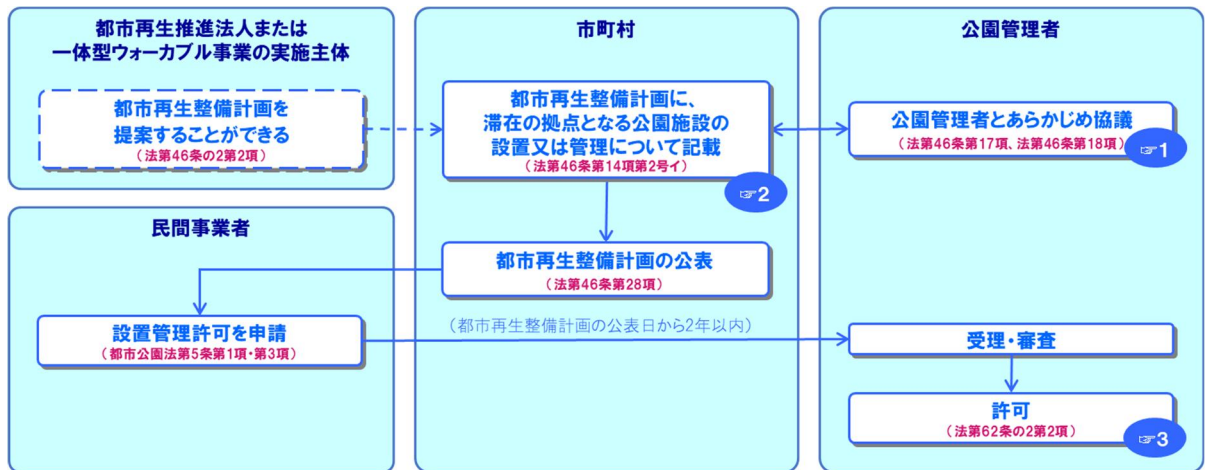 都市再生推進法人または
一体型ウォーカブル事業の実施主体
都市再生整備計画を
提案することができる
(法第46条の2第2項)
市町村
都市再生整備計画に、
滞在の拠点となる公園施設の
設置又は管理について記載
(法第46条第14項第2号イ)
☞2
公園管理者
公園管理者とあらかじめ協議
(法第46条第17項、法第46条第18項)
☞1
民間事業者
都市再生整備計画の公表
(法第46条第28項)
設置管理許可を申請
(都市公園法第5条第1項・第3項)
(都市再生整備計画の公表日から2年以内)
受理・審査
許可
(法第62条の2第2項)
☞3